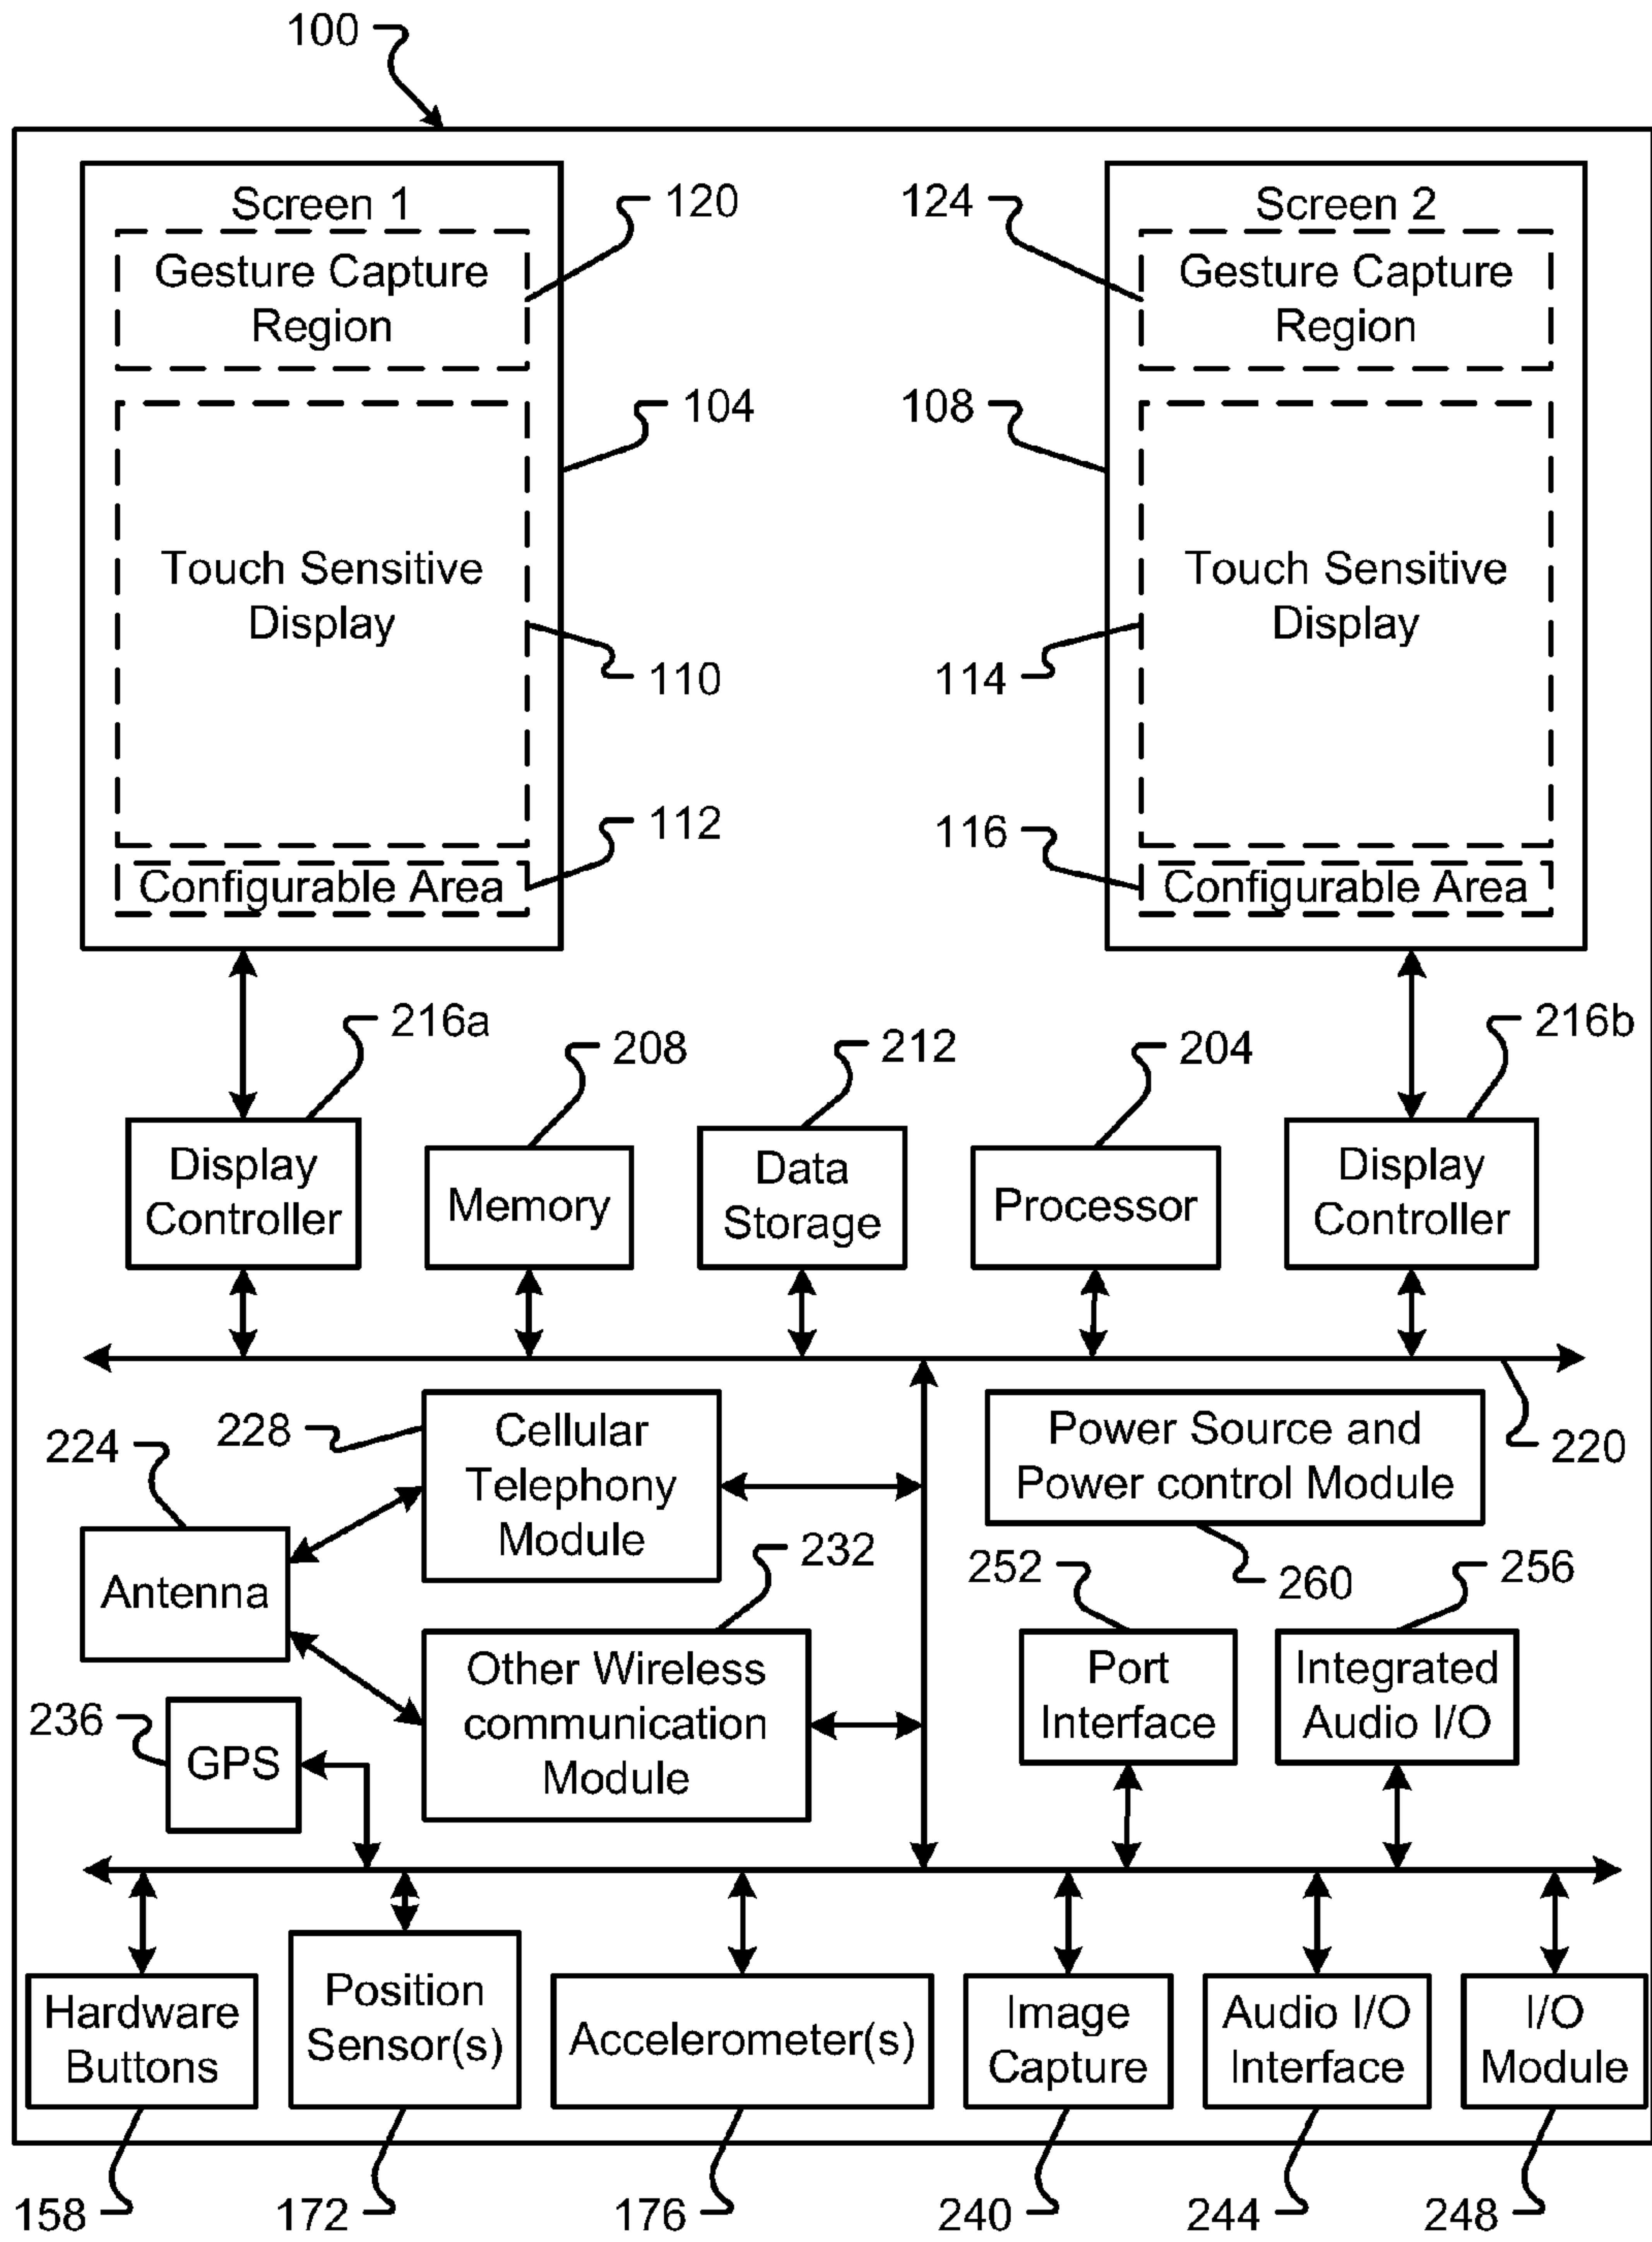 100
Screen 1
Gesture Capture
Region
120
Touch Sensitive
Display
104
110
Configurable Area
112
Screen 2
Gesture Capture
Region
124
Touch Sensitive
Display
108
114
Configurable Area
116
216a
208
212
204
216b
Display
Controller
Memory
Data
Storage
Processor
Display
Controller
220
224
228
Cellular
Telephony
Module
Power Source and
Power control Module
260
Antenna
232
Other Wireless
communication
Module
252
Port
Interface
256
Integrated
Audio I/O
236
GPS
Hardware
Buttons
Position
Sensor(s)
Accelerometer(s)
Image
Capture
Audio I/O
Interface
I/O
Module
158
172
176
240
244
248